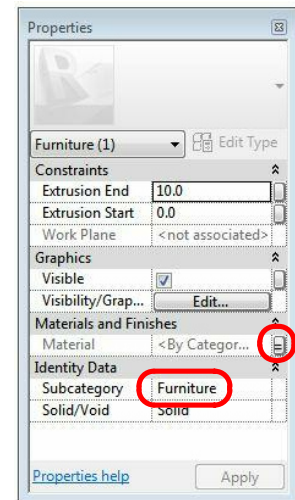 Properties
Furniture (1) Edit Type
Constraints
Extrusion End 10.0
Extrusion Start 0.0
Work Plane <not associated>
Graphics
Visible
Visibility/Grap... Edit...
Materials and Finishes
Material <By Categor...
Identity Data
Subcategory Furniture
Solid/Void Solid
Properties help Apply